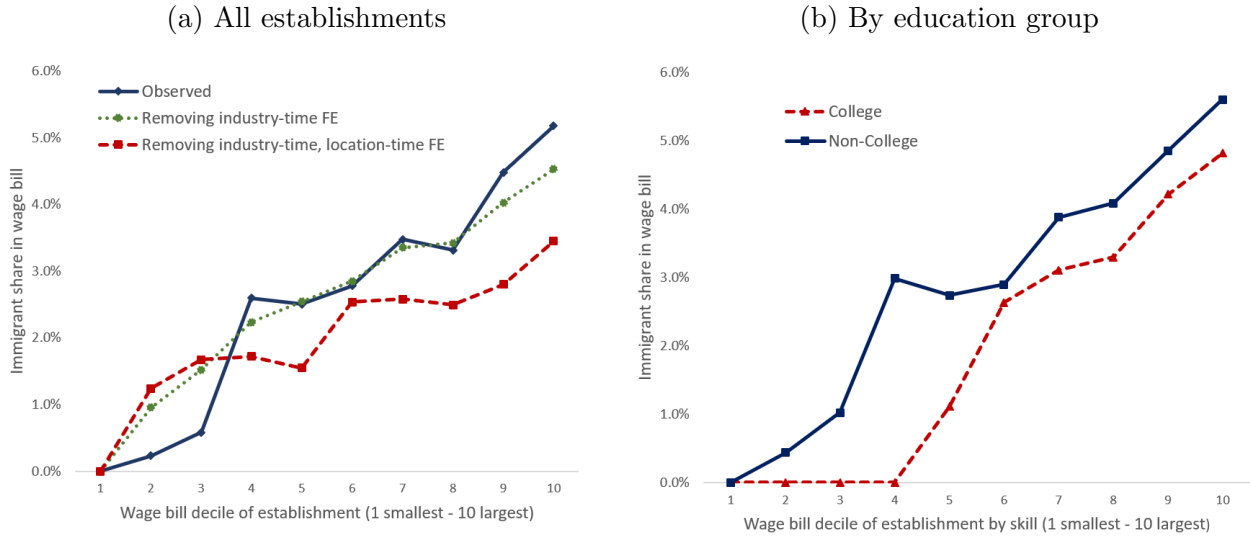 (a) All establishments
6.0%
5.0%
4.0%
3.0%
2.0%
1.0%
0.0%
Immigrant share in wage bill
Observed
Removing industry-time FE
Removing industry-time, location-time FE
1 2 3 4 5 6 7 8 9 10
Wage bill decile of establishment (1 smallest - 10 largest)
(b) By education group
6.0%
5.0%
4.0%
3.0%
2.0%
1.0%
0.0%
Immigrant share in wage bill
College
Non-College
1 2 3 4 5 6 7 8 9 10
Wage bill decile of establishment by skill (1 smallest - 10 largest)